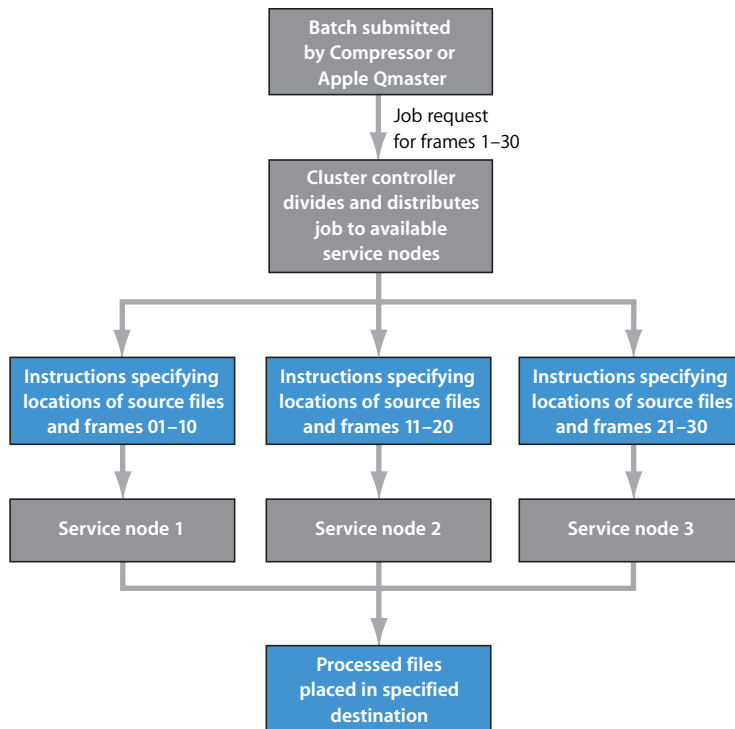 Batch submitted
by Compressor or
Apple Qmaster
Job request
for frames 1–30
Cluster controller
divides and distributes
job to available
service nodes
Instructions specifying
locations of source files
and frames 01–10
Instructions specifying
locations of source files
and frames 11–20
Instructions specifying
locations of source files
and frames 21–30
Service node 1
Service node 2
Service node 3
Processed files
placed in specified
destination